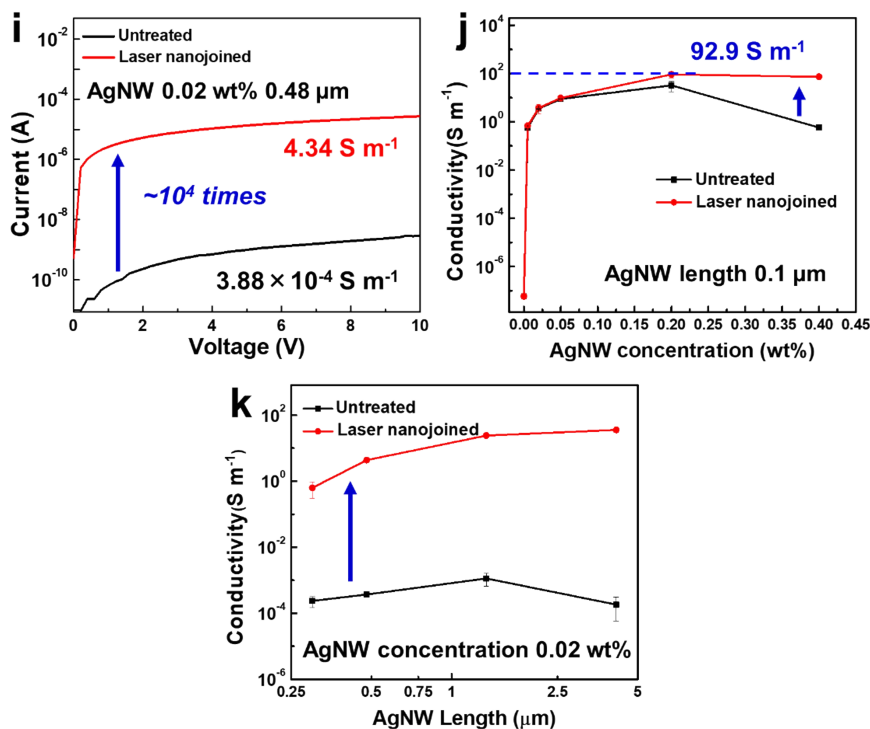 i
Untreated
Laser nanojoined
AgNW 0.02 wt% 0.48 μm
4.34 S m⁻¹
~10⁴ times
3.88 × 10⁻⁴ S m⁻¹
Current (A)
10⁻²
10⁻⁴
10⁻⁶
10⁻⁸
10⁻¹⁰
0 2 4 6 8 10
Voltage (V)
j
92.9 S m⁻¹
Untreated
Laser nanojoined
AgNW length 0.1 μm
Conductivity(S m⁻¹)
10⁴
10²
10⁰
10⁻²
10⁻⁴
10⁻⁶
0.00 0.05 0.10 0.15 0.20 0.25 0.30 0.35 0.40 0.45
AgNW concentration (wt%)
k
Untreated
Laser nanojoined
AgNW concentration 0.02 wt%
Conductivity(S m⁻¹)
10²
10⁰
10⁻²
10⁻⁴
10⁻⁶
0.25 0.5 0.75 1 2.5 5
AgNW Length (μm)